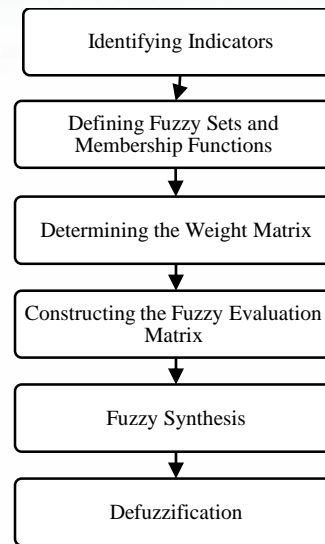 Identifying Indicators
Defining Fuzzy Sets and
Membership Functions
Determining the Weight Matrix
Constructing the Fuzzy Evaluation
Matrix
Fuzzy Synthesis
Defuzzification